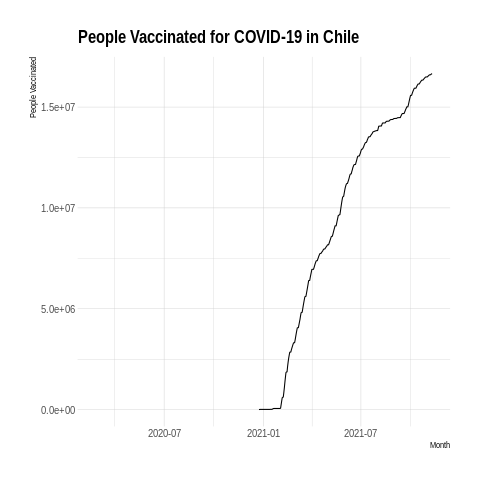 People Vaccinated for COVID-19 in Chile
People Vaccinated
1.5e+07
1.0e+07
5.0e+06
0.0e+00
2020-07
2021-01
2021-07
Month